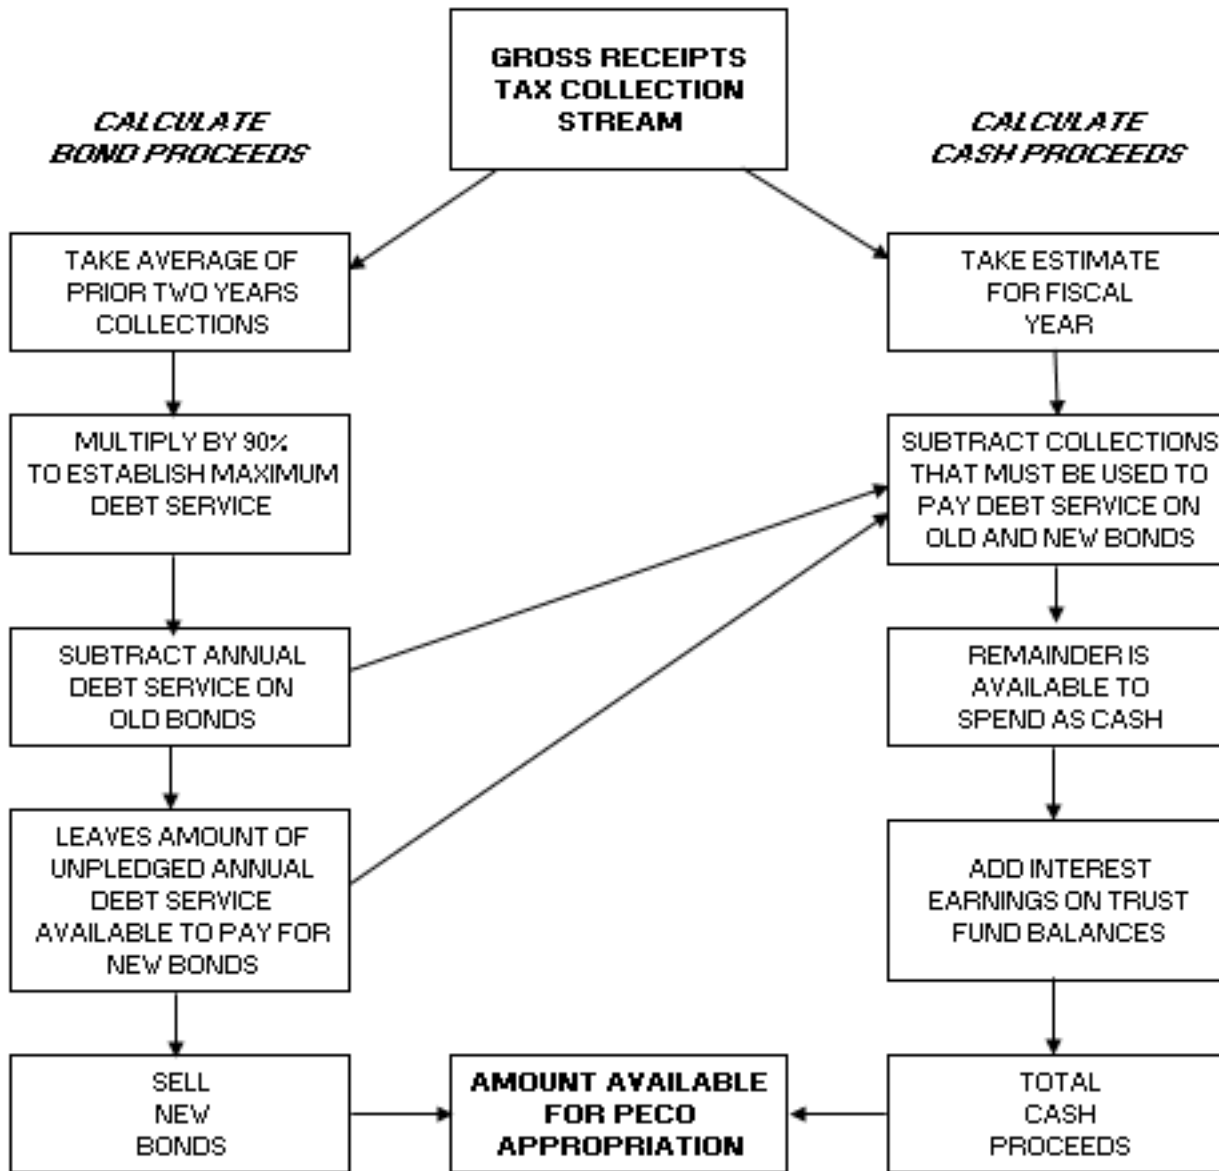 GROSS RECEIPTS
TAX COLLECTION
STREAM
CALCULATE
BOND PROCEEDS
TAKE AVERAGE OF
PRIOR TWO YEARS
COLLECTIONS
MULTIPLY BY 90%
TO ESTABLISH MAXIMUM
DEBT SERVICE
SUBTRACT ANNUAL
DEBT SERVICE ON
OLD BONDS
LEAVES AMOUNT OF
UNPLEDGED ANNUAL
DEBT SERVICE
AVAILABLE TO PAY FOR
NEW BONDS
SELL
NEW
BONDS
CALCULATE
CASH PROCEEDS
TAKE ESTIMATE
FOR FISCAL
YEAR
SUBTRACT COLLECTIONS
THAT MUST BE USED TO
PAY DEBT SERVICE ON
OLD AND NEW BONDS
REMAINDER IS
AVAILABLE TO
SPEND AS CASH
ADD INTEREST
EARNINGS ON TRUST
FUND BALANCES
TOTAL
CASH
PROCEEDS
AMOUNT AVAILABLE
FOR PECO
APPROPRIATION